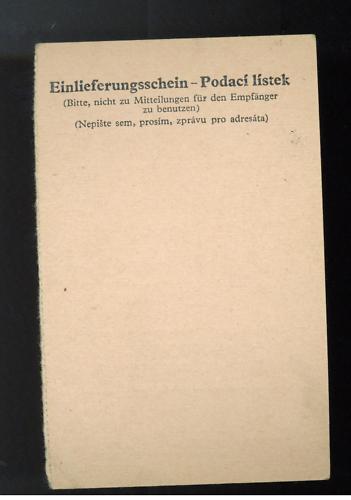 Einlieferungsschein – Podací lístek
(Bitte, nicht zu Mitteilungen für den Empfänger
zu benutzen)
(Nepište sem, prosím, zprávu pro adresáta)